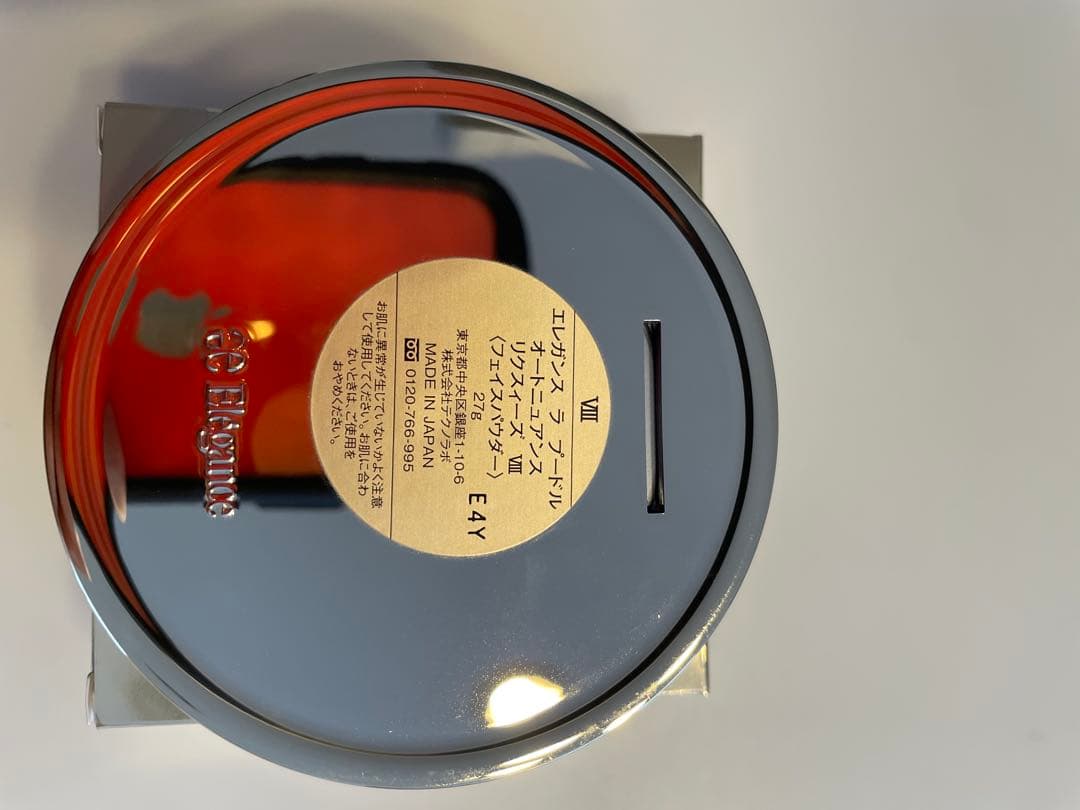 Ⅷ
エレガンス ラ プードル
オートニュアンス
リクスィーズ Ⅷ
〈フェイスパウダー〉
27g
東京都中央区銀座1-10-6
株式会社テクノラボ
MADE IN JAPAN
0120-766-995
E4Y
お肌に異常が生じていないかよく注意
して使用してください。お肌に合わ
ないときは、ご使用を
おやめください。
Elégance